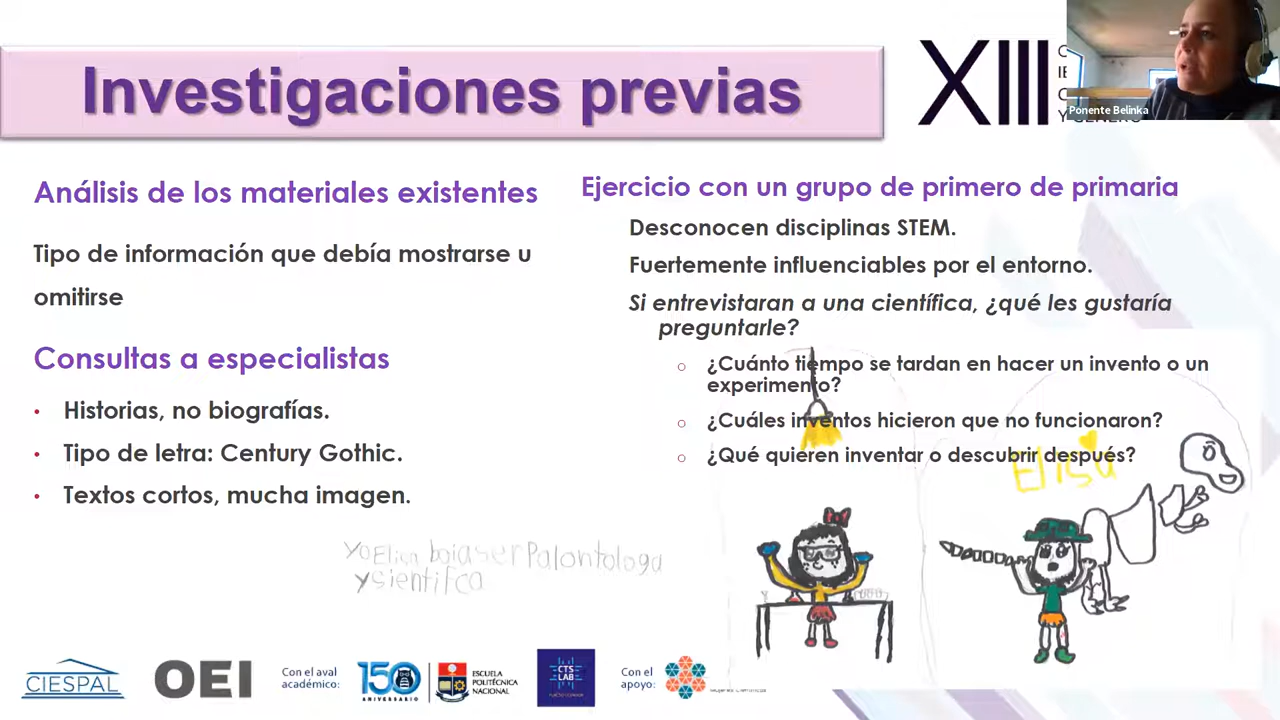 Investigaciones previas
XIII
Ponente Belinka
Análisis de los materiales existentes
Tipo de información que debía mostrarse u
omitirse
Consultas a especialistas
• Historias, no biografías.
• Tipo de letra: Century Gothic.
• Textos cortos, mucha imagen.
Ejercicio con un grupo de primero de primaria
Desconocen disciplinas STEM.
Fuertemente influenciables por el entorno.
Si entrevistaran a una científica, ¿qué les gustaría
preguntarle?
○ ¿Cuánto tiempo se tardan en hacer un invento o un
experimento?
○ ¿Cuáles inventos hicieron que no funcionaron?
○ ¿Qué quieren inventar o descubrir después?
Elisa
Yo Elisa boia ser Palontologa
y sientifca
CIESPAL
OEI
Con el aval
académico:
150
ANIVERSARIO
ESCUELA
POLITÉCNICA
NACIONAL
CTS
LAB
Con el
apoyo: